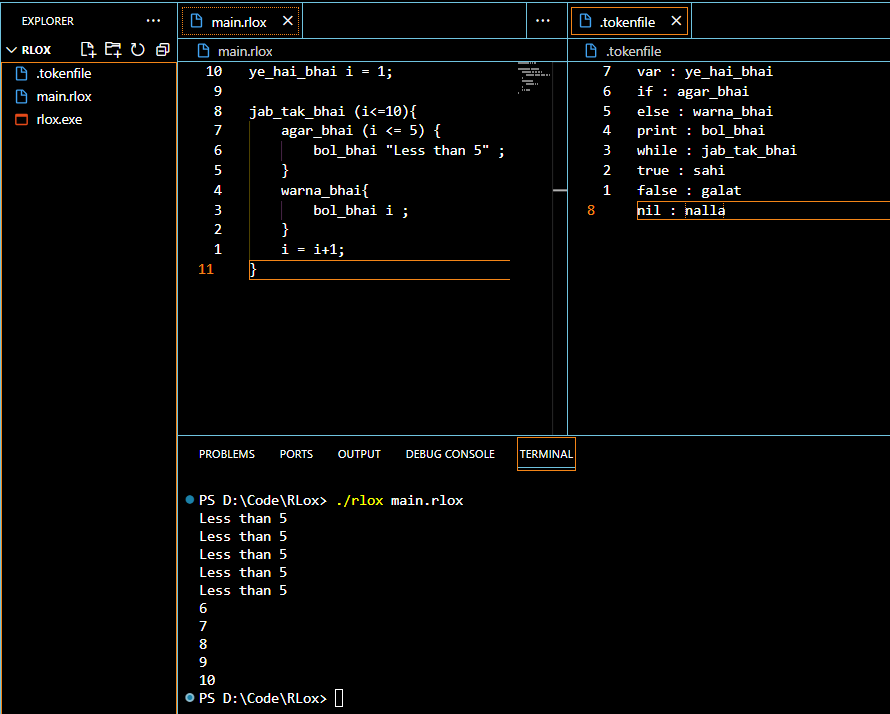 EXPLORER ···
RLOX
.tokenfile
main.rlox
rlox.exe
main.rlox ×
···
main.rlox
10 ye_hai_bhai i = 1;
9
8 jab_tak_bhai (i<=10){
7 agar_bhai (i <= 5) {
6 bol_bhai "Less than 5" ;
5 }
4 warna_bhai{
3 bol_bhai i ;
2 }
1 i = i+1;
11 }
.tokenfile ×
.tokenfile
7 var : ye_hai_bhai
6 if : agar_bhai
5 else : warna_bhai
4 print : bol_bhai
3 while : jab_tak_bhai
2 true : sahi
1 false : galat
8 nil : nalla
PROBLEMS PORTS OUTPUT DEBUG CONSOLE TERMINAL
PS D:\Code\RLox> ./rlox main.rlox
Less than 5
Less than 5
Less than 5
Less than 5
Less than 5
6
7
8
9
10
PS D:\Code\RLox>